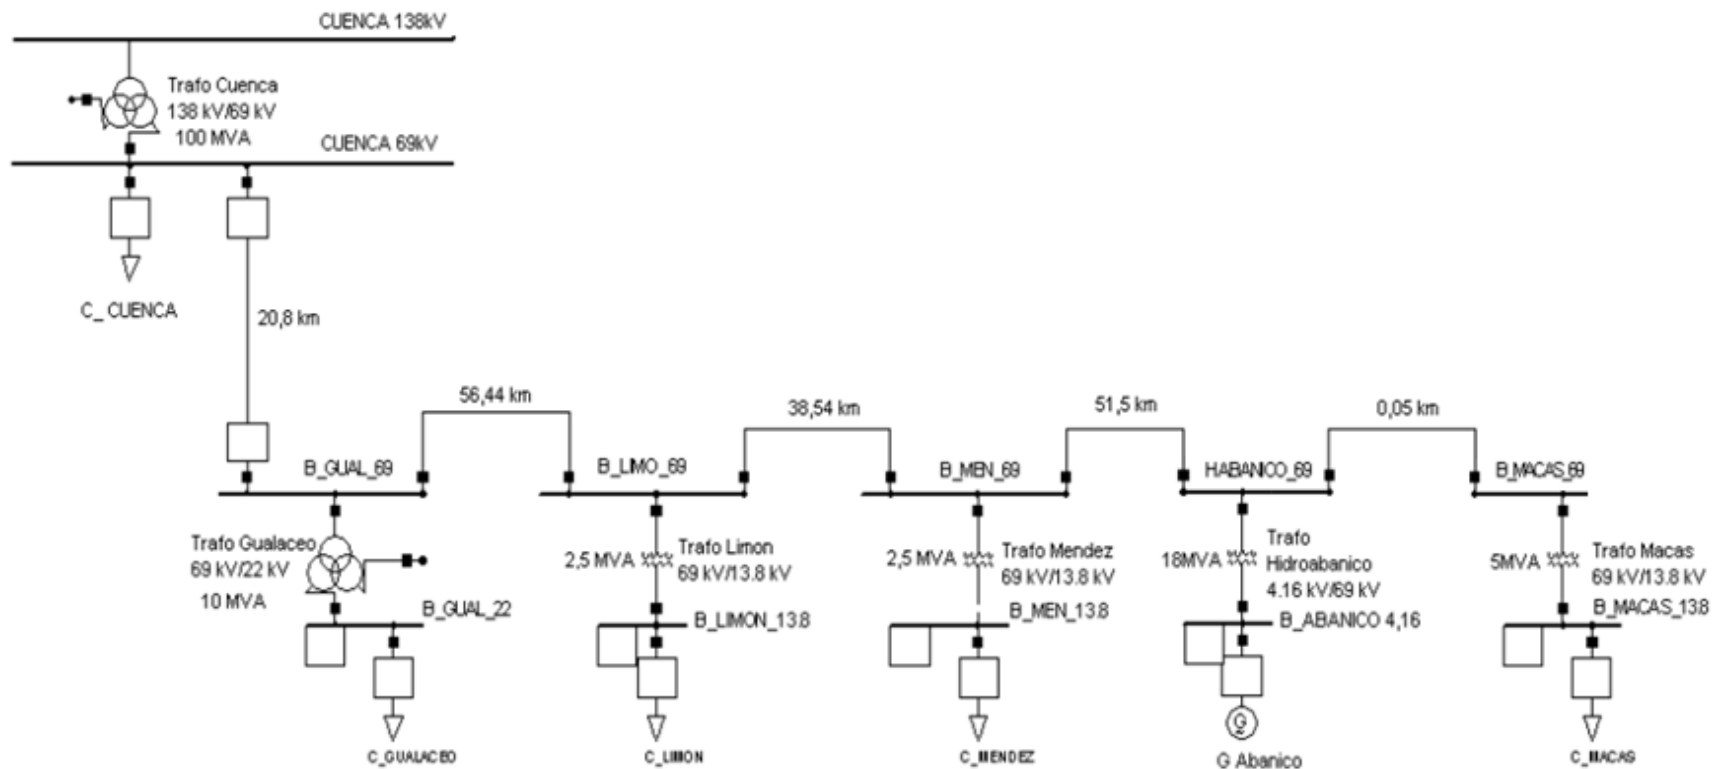 CUENCA 138kV
Trafo Cuenca
138 kV/69 kV
100 MVA
CUENCA 69kV
C_ CUENCA
20,8 km
56,44 km
38,54 km
51,5 km
0,05 km
B_GUAL_69
B_LIMO_69
B_MEN_69
HABANICO_69
B_MACAS_69
Trafo Gualaceo
69 kV/22 kV
10 MVA
2,5 MVA
Trafo Limon
69 kV/13.8 kV
2,5 MVA
Trafo Mendez
69 kV/13.8 kV
18MVA
Trafo
Hidroabanico
4.16 kV/69 kV
5MVA
Trafo Macas
69 kV/13.8 kV
B_GUAL_22
B_LIMON_13.8
B_MEN_13.8
B_ABANICO 4,16
B_MACAS_13.8
C_GUALACEO
C_LIMON
C_MENDEZ
G
G Abanico
C_MACAS